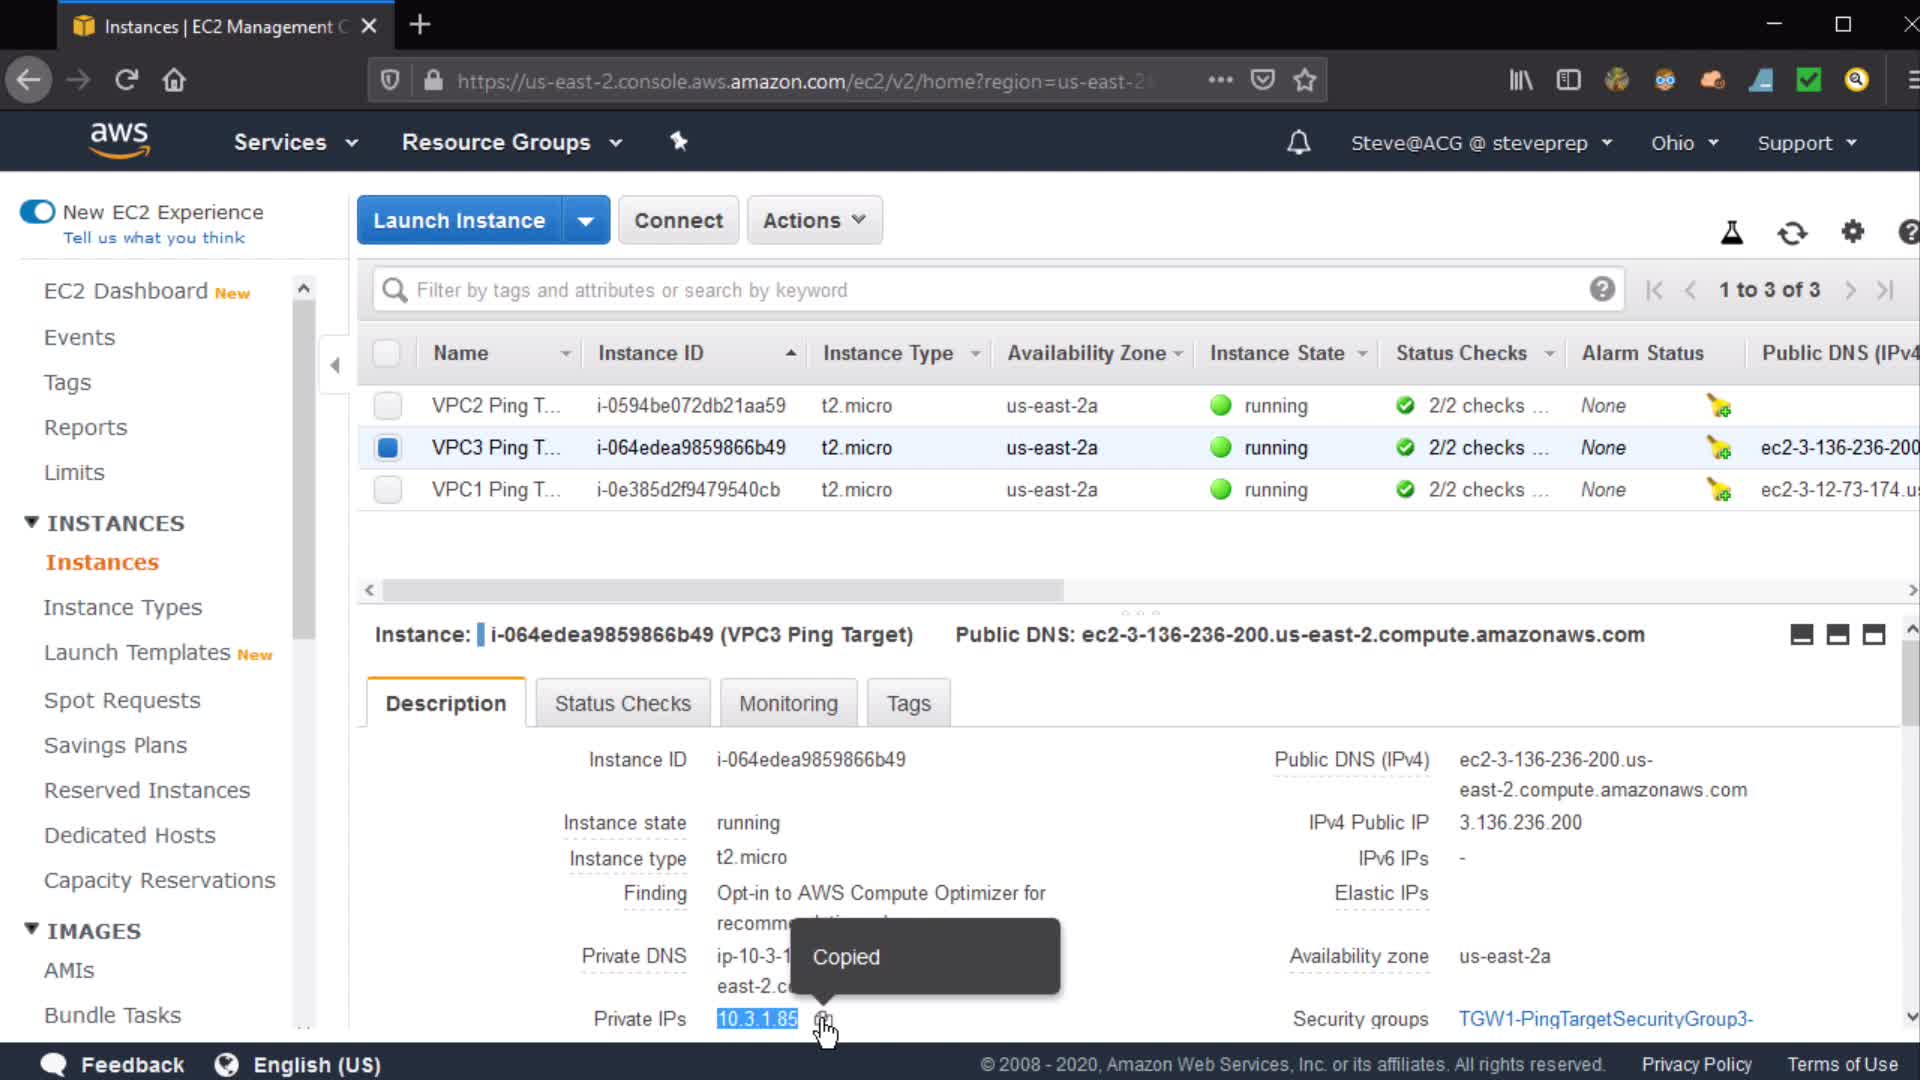 Instances | EC2 Management C
https://us-east-2.console.aws.amazon.com/ec2/v2/home?region=us-east-2
aws
Services
Resource Groups
Steve@ACG @ steveprep
Ohio
Support
New EC2 Experience
Tell us what you think
EC2 Dashboard New
Events
Tags
Reports
Limits
INSTANCES
Instances
Instance Types
Launch Templates New
Spot Requests
Savings Plans
Reserved Instances
Dedicated Hosts
Capacity Reservations
IMAGES
AMIs
Bundle Tasks
Launch Instance
Connect
Actions
Filter by tags and attributes or search by keyword
1 to 3 of 3
Name Instance ID Instance Type Availability Zone Instance State Status Checks Alarm Status Public DNS (IPv4
VPC2 Ping T... i-0594be072db21aa59 t2.micro us-east-2a running 2/2 checks ... None
VPC3 Ping T... i-064edea9859866b49 t2.micro us-east-2a running 2/2 checks ... None ec2-3-136-236-200
VPC1 Ping T... i-0e385d2f9479540cb t2.micro us-east-2a running 2/2 checks ... None ec2-3-12-73-174.us
Instance: i-064edea9859866b49 (VPC3 Ping Target) Public DNS: ec2-3-136-236-200.us-east-2.compute.amazonaws.com
Description
Status Checks
Monitoring
Tags
Instance ID i-064edea9859866b49
Instance state running
Instance type t2.micro
Finding Opt-in to AWS Compute Optimizer for
Private DNS ip-10-3-1
east-2.c
Private IPs 10.3.1.85
Copied
Public DNS (IPv4) ec2-3-136-236-200.us-
east-2.compute.amazonaws.com
IPv4 Public IP 3.136.236.200
IPv6 IPs -
Elastic IPs
Availability zone us-east-2a
Security groups TGW1-PingTargetSecurityGroup3-
Feedback
English (US)
© 2008 - 2020, Amazon Web Services, Inc. or its affiliates. All rights reserved.
Privacy Policy
Terms of Use